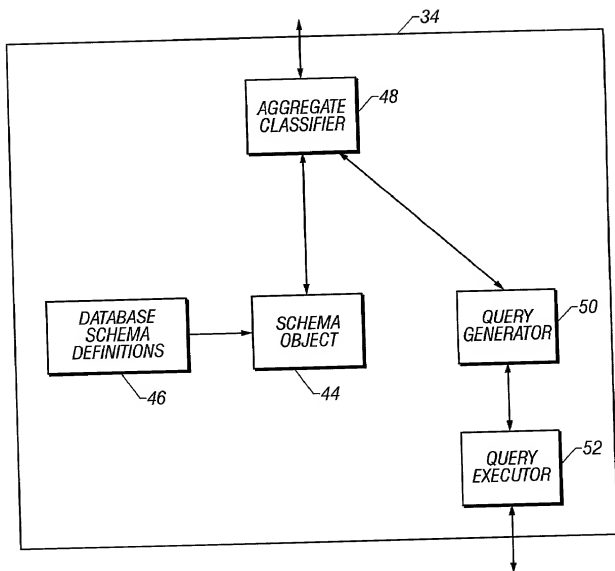 34
AGGREGATE
CLASSIFIER
48
DATABASE
SCHEMA
DEFINITIONS
46
SCHEMA
OBJECT
44
QUERY
GENERATOR
50
QUERY
EXECUTOR
52